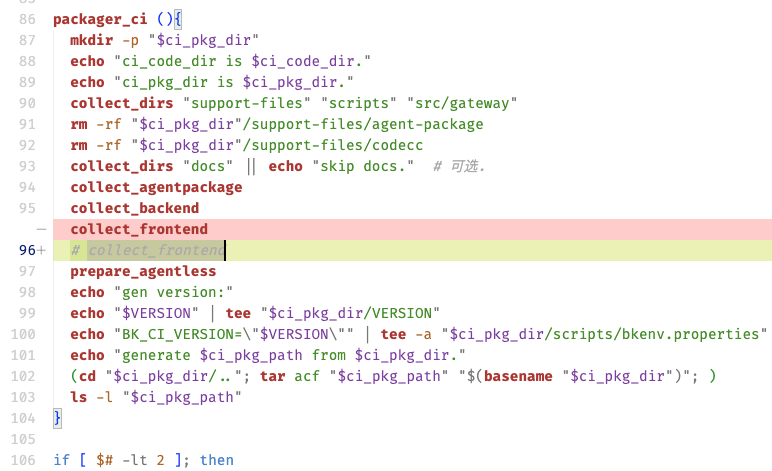 86 packager_ci (){
87 mkdir -p "$ci_pkg_dir"
88 echo "ci_code_dir is $ci_code_dir."
89 echo "ci_pkg_dir is $ci_pkg_dir."
90 collect_dirs "support-files" "scripts" "src/gateway"
91 rm -rf "$ci_pkg_dir"/support-files/agent-package
92 rm -rf "$ci_pkg_dir"/support-files/codecc
93 collect_dirs "docs" || echo "skip docs."  # 可选.
94 collect_agentpackage
95 collect_backend
— collect_frontend
96+ # collect_frontend
97 prepare_agentless
98 echo "gen version:"
99 echo "$VERSION" | tee "$ci_pkg_dir/VERSION"
100 echo "BK_CI_VERSION=\"$VERSION\"" | tee -a "$ci_pkg_dir/scripts/bkenv.properties"
101 echo "generate $ci_pkg_path from $ci_pkg_dir."
102 (cd "$ci_pkg_dir/.."; tar acf "$ci_pkg_path" "$(basename "$ci_pkg_dir")"; )
103 ls -l "$ci_pkg_path"
104 }
105
106 if [ $# -lt 2 ]; then